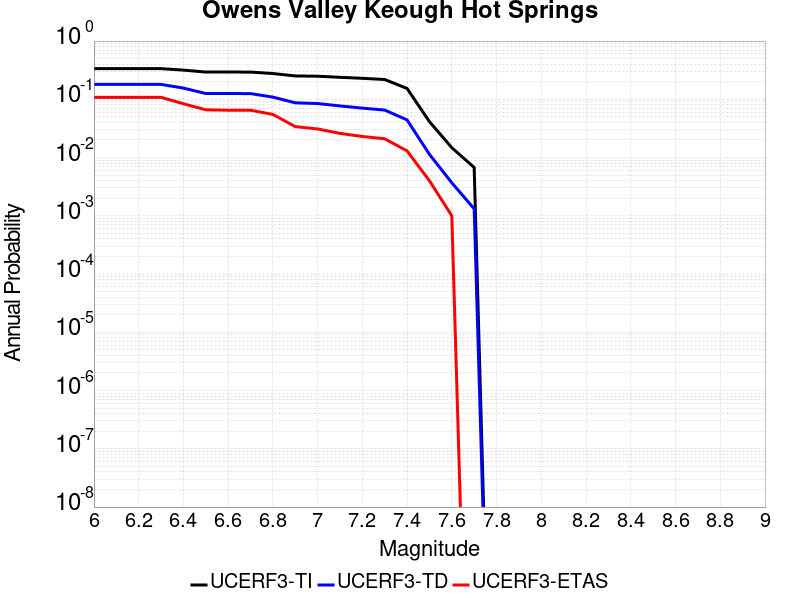 Owens Valley Keough Hot Springs
Annual Probability
10^0
10^-1
10^-2
10^-3
10^-4
10^-5
10^-6
10^-7
10^-8
6 6.2 6.4 6.6 6.8 7 7.2 7.4 7.6 7.8 8 8.2 8.4 8.6 8.8 9
Magnitude
UCERF3-TI UCERF3-TD UCERF3-ETAS